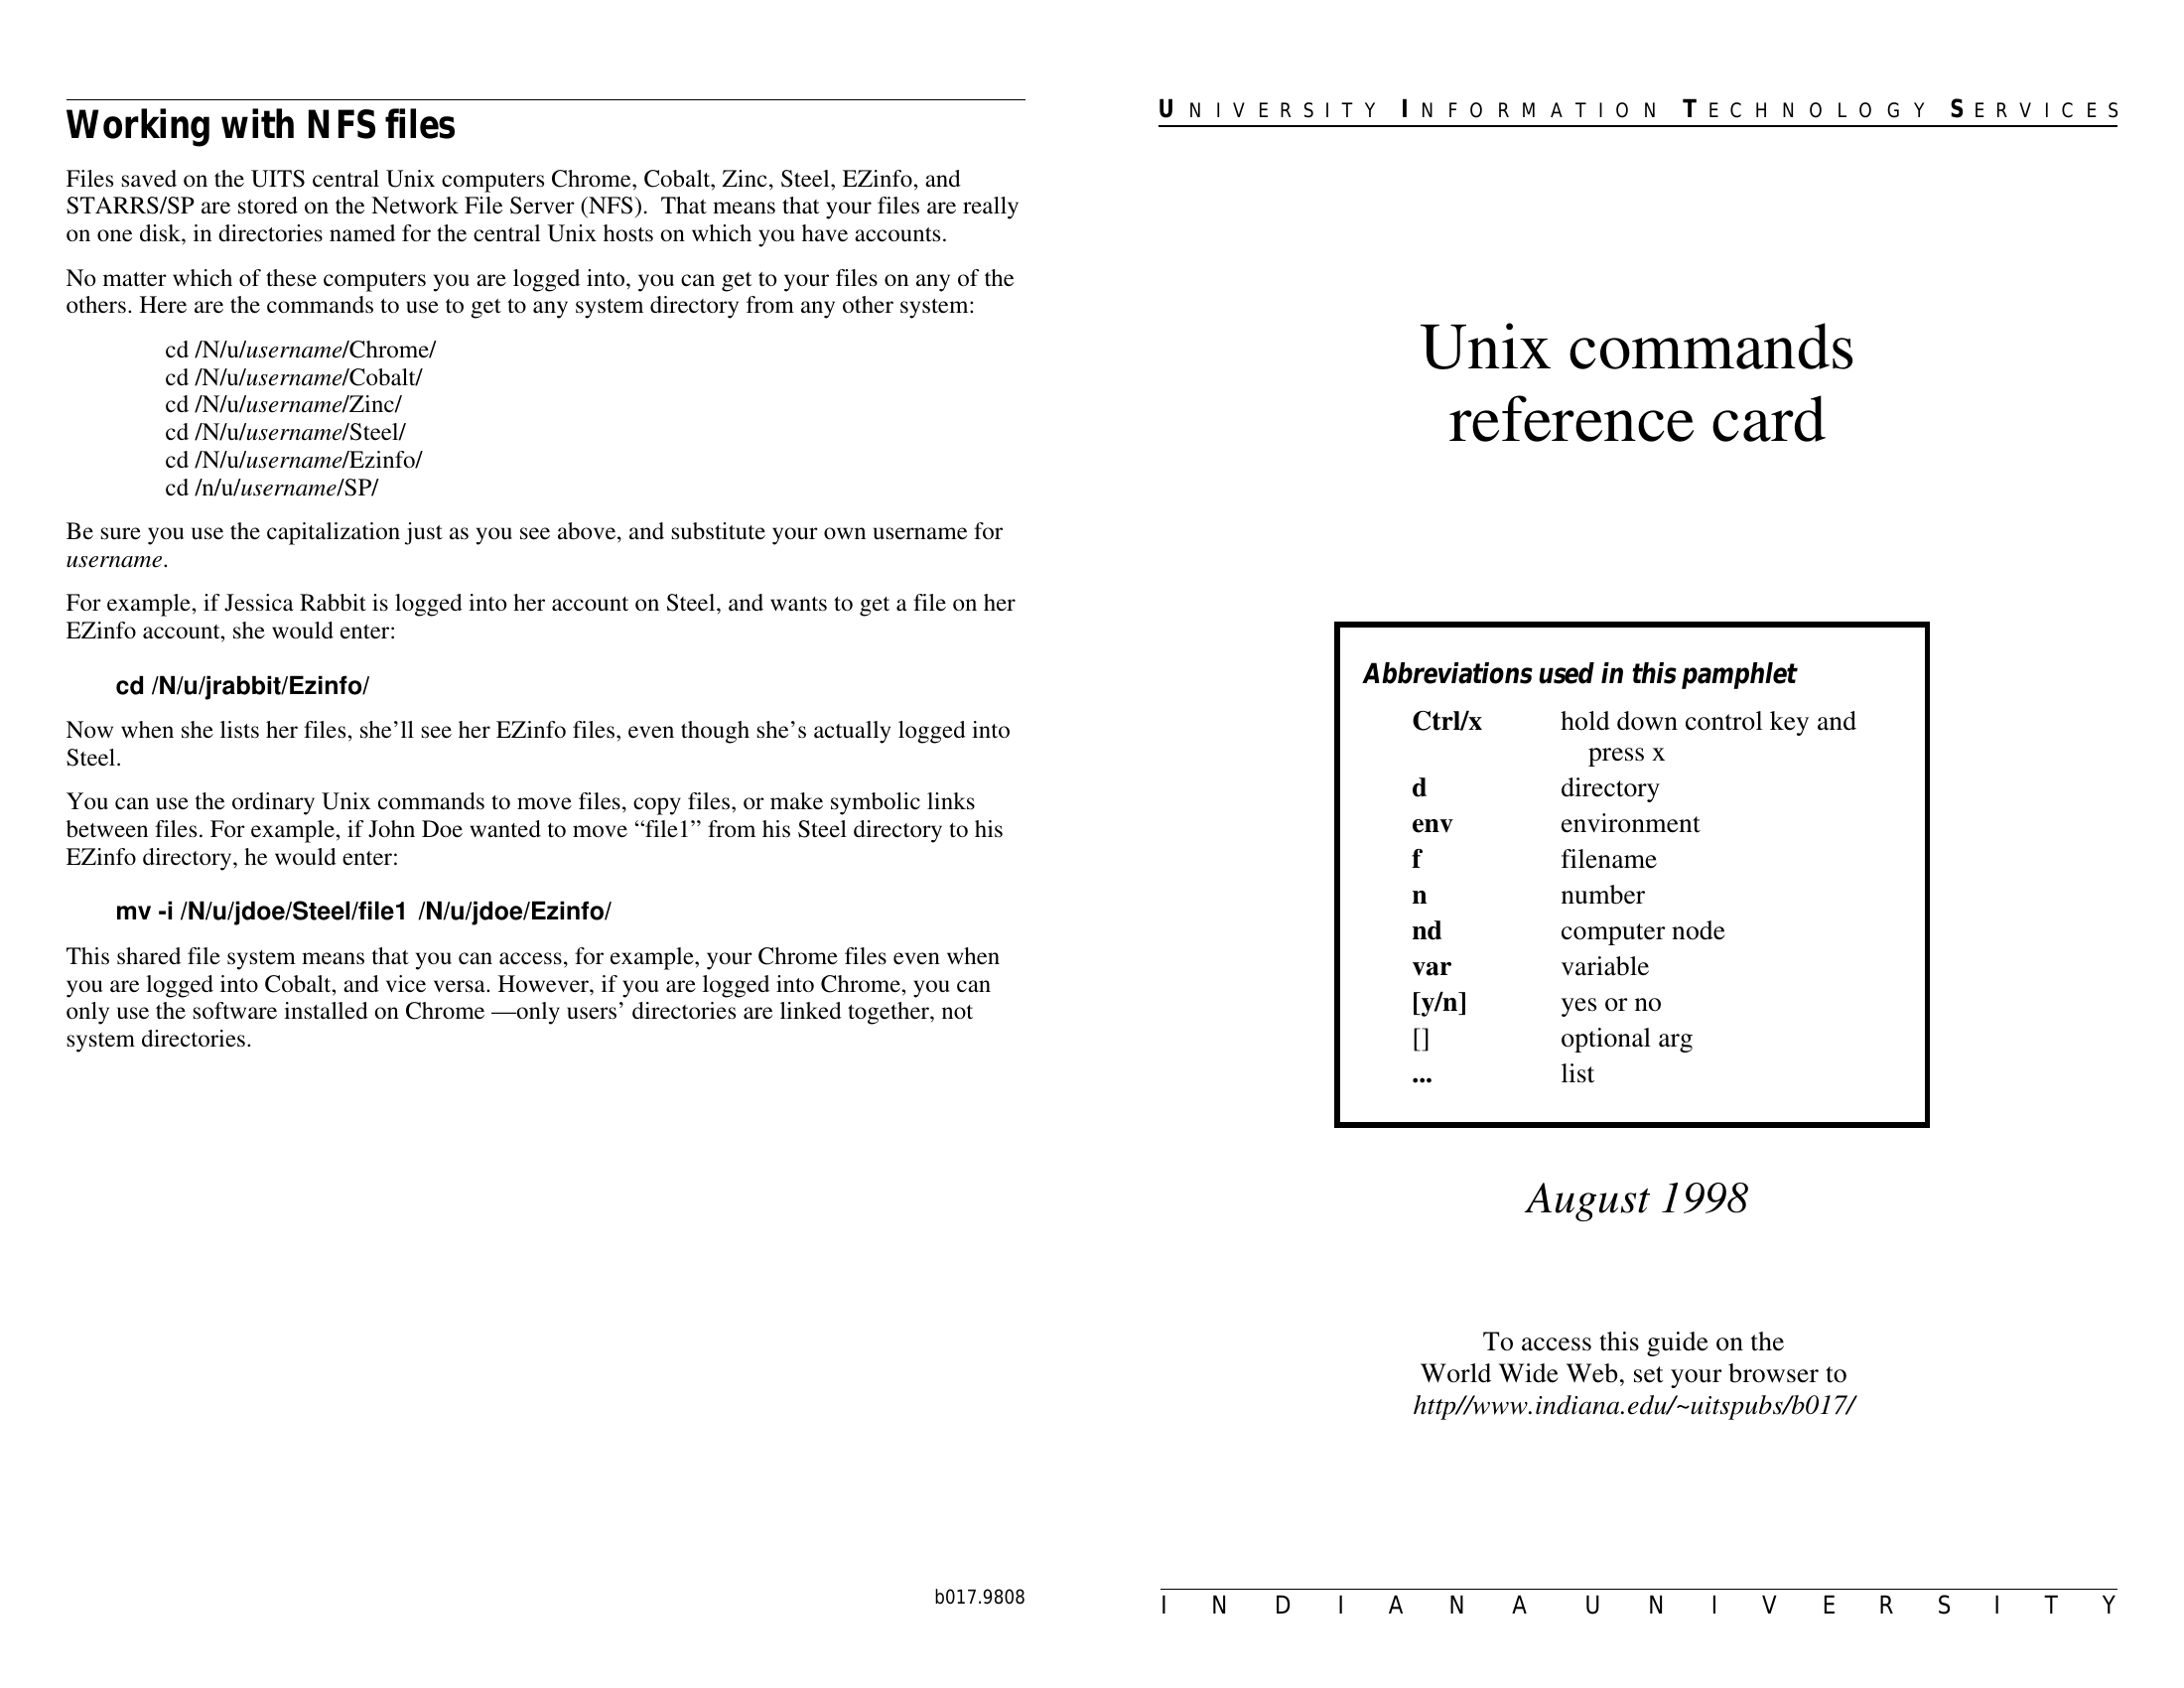 Working with NFS files
Files saved on the UITS central Unix computers Chrome, Cobalt, Zinc, Steel, EZinfo, and
STARRS/SP are stored on the Network File Server (NFS).  That means that your files are really
on one disk, in directories named for the central Unix hosts on which you have accounts.
No matter which of these computers you are logged into, you can get to your files on any of the
others. Here are the commands to use to get to any system directory from any other system:
cd /N/u/username/Chrome/
cd /N/u/username/Cobalt/
cd /N/u/username/Zinc/
cd /N/u/username/Steel/
cd /N/u/username/Ezinfo/
cd /n/u/username/SP/
Be sure you use the capitalization just as you see above, and substitute your own username for
username.
For example, if Jessica Rabbit is logged into her account on Steel, and wants to get a file on her
EZinfo account, she would enter:
cd /N/u/jrabbit/Ezinfo/
Now when she lists her files, she’ll see her EZinfo files, even though she’s actually logged into
Steel.
You can use the ordinary Unix commands to move files, copy files, or make symbolic links
between files. For example, if John Doe wanted to move “file1” from his Steel directory to his
EZinfo directory, he would enter:
mv -i /N/u/jdoe/Steel/file1  /N/u/jdoe/Ezinfo/
This shared file system means that you can access, for example, your Chrome files even when
you are logged into Cobalt, and vice versa. However, if you are logged into Chrome, you can
only use the software installed on Chrome —only users’ directories are linked together, not
system directories.
b017.9808
UNIVERSITY INFORMATION TECHNOLOGY SERVICES
Unix commands
reference card
Abbreviations used in this pamphlet
Ctrl/x hold down control key and
press x
d directory
env environment
f filename
n number
nd computer node
var variable
[y/n] yes or no
[] optional arg
... list
August 1998
To access this guide on the
World Wide Web, set your browser to
http//www.indiana.edu/~uitspubs/b017/
INDIANA UNIVERSITY